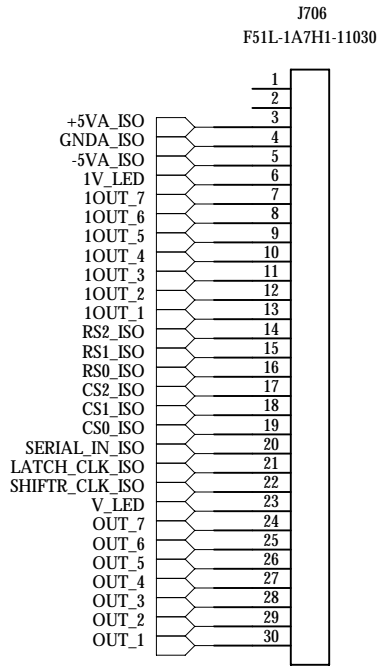 J706
F51L-1A7H1-11030
1
2
+5VA_ISO 3
GNDA_ISO 4
-5VA_ISO 5
1V_LED 6
1OUT_7 7
1OUT_6 8
1OUT_5 9
1OUT_4 10
1OUT_3 11
1OUT_2 12
1OUT_1 13
RS2_ISO 14
RS1_ISO 15
RS0_ISO 16
CS2_ISO 17
CS1_ISO 18
CS0_ISO 19
SERIAL_IN_ISO 20
LATCH_CLK_ISO 21
SHIFTR_CLK_ISO 22
V_LED 23
OUT_7 24
OUT_6 25
OUT_5 26
OUT_4 27
OUT_3 28
OUT_2 29
OUT_1 30